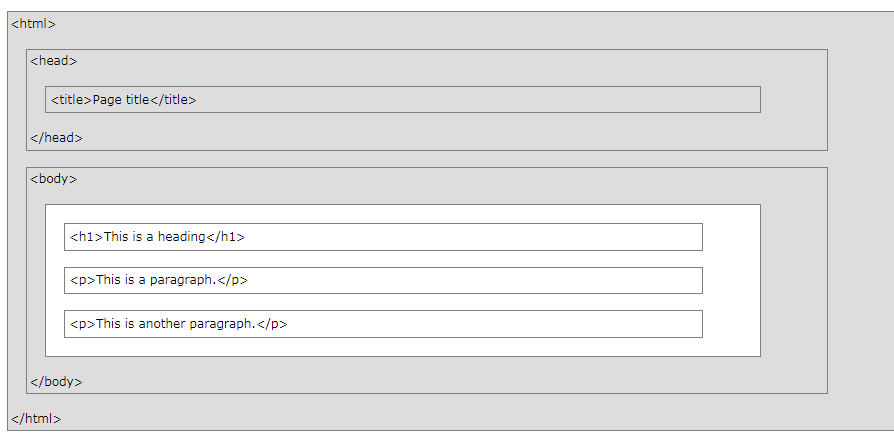 <html>
<head>
<title>Page title</title>
</head>
<body>
<h1>This is a heading</h1>
<p>This is a paragraph.</p>
<p>This is another paragraph.</p>
</body>
</html>